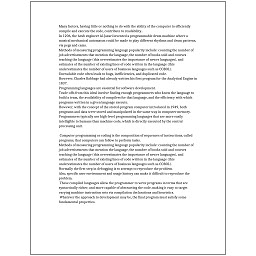 Many factors, having little or nothing to do with the ability of the computer to efficiently
compile and execute the code, contribute to readability.
In 1206, the Arab engineer Al-Jazari invented a programmable drum machine where a
musical mechanical automaton could be made to play different rhythms and drum patterns,
via pegs and cams.
Methods of measuring programming language popularity include: counting the number of
job advertisements that mention the language, the number of books sold and courses
teaching the language (this overestimates the importance of newer languages), and
estimates of the number of existing lines of code written in the language (this
underestimates the number of users of business languages such as COBOL).
Unreadable code often leads to bugs, inefficiencies, and duplicated code.
However, Charles Babbage had already written his first program for the Analytical Engine in
1837.
Programming languages are essential for software development.
Trade-offs from this ideal involve finding enough programmers who know the language to
build a team, the availability of compilers for that language, and the efficiency with which
programs written in a given language execute.
However, with the concept of the stored-program computer introduced in 1949, both
programs and data were stored and manipulated in the same way in computer memory.
Programmers typically use high-level programming languages that are more easily
intelligible to humans than machine code, which is directly executed by the central
processing unit.
Computer programming or coding is the composition of sequences of instructions, called
programs, that computers can follow to perform tasks.
Methods of measuring programming language popularity include: counting the number of
job advertisements that mention the language, the number of books sold and courses
teaching the language (this overestimates the importance of newer languages), and
estimates of the number of existing lines of code written in the language (this
underestimates the number of users of business languages such as COBOL).
Normally the first step in debugging is to attempt to reproduce the problem.
Also, specific user environment and usage history can make it difficult to reproduce the
problem.
These compiled languages allow the programmer to write programs in terms that are
syntactically richer, and more capable of abstracting the code, making it easy to target
varying machine instruction sets via compilation declarations and heuristics.
Whatever the approach to development may be, the final program must satisfy some
fundamental properties.